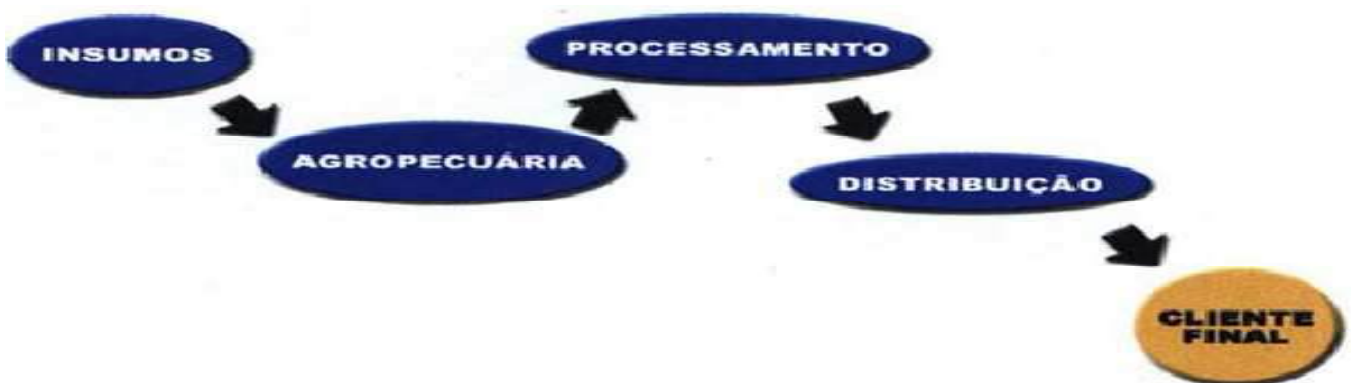 INSUMOS
AGROPECUÁRIA
PROCESSAMENTO
DISTRIBUIÇÃO
CLIENTE
FINAL